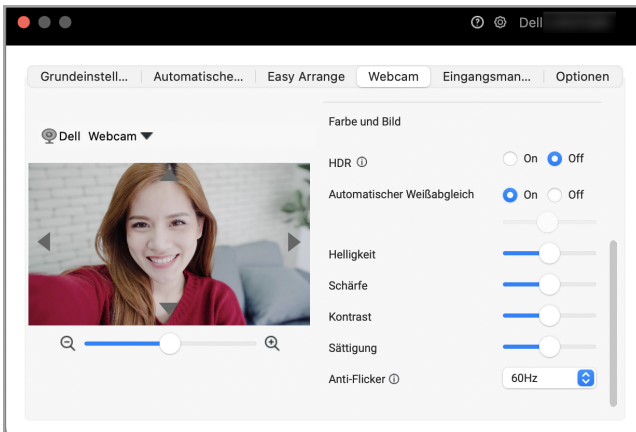 Dell
Grundeinstell... Automatische... Easy Arrange Webcam Eingangsman... Optionen
Dell Webcam
Farbe und Bild
HDR On Off
Automatischer Weißabgleich On Off
Helligkeit
Schärfe
Kontrast
Sättigung
Anti-Flicker 60Hz